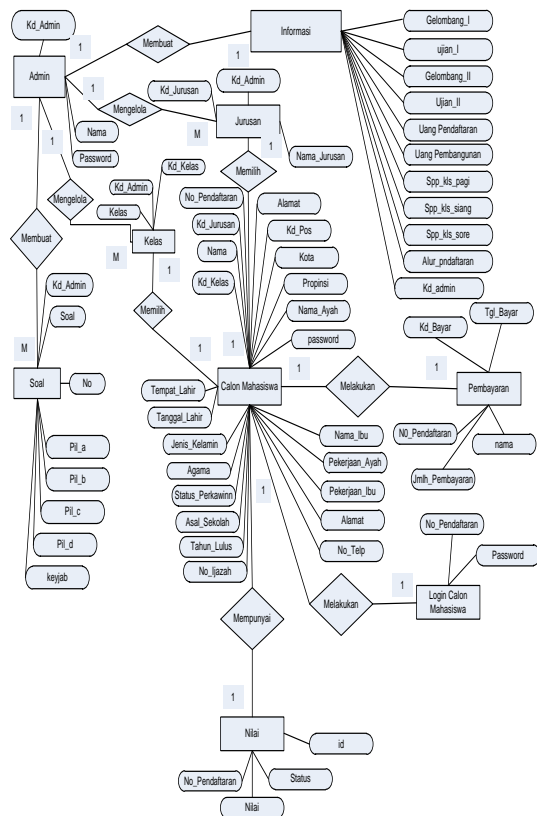 Kd_Admin
Gelombang_I
1
Membuat
Informasi
ujian_I
Admin
1
Kd_Admin
Gelombang_II
1
Kd_Jurusan
Ujian_II
Mengelola
1
Nama
M
Jurusan
Uang Pendaftaran
1
Password
1
Nama_Jurusan
Uang Pembangunan
Kd_Kelas
Memilih
Spp_kls_pagi
Kd_Admin
No_Pendaftaran
Alamat
Spp_kls_siang
Mengelola
Kelas
Kd_Jurusan
Kd_Pos
Spp_kls_sore
Membuat
Kelas
Nama
Kota
Alur_pndaftaran
M
1
Kd_Kelas
Propinsi
Kd_admin
Kd_Admin
Memilih
Nama_Ayah
Tgl_Bayar
Soal
1
password
Kd_Bayar
M
1
1
1
Soal
No
Calon Mahasiswa
Melakukan
Pembayaran
Tempat_Lahir
Tanggal_Lahir
Nama_Ibu
N0_Pendaftaran
nama
Pil_a
Jenis_Kelamin
Pekerjaan_Ayah
Pil_b
Agama
1
Pekerjaan_Ibu
Jmlh_Pembayaran
Pil_c
Status_Perkawinn
Alamat
No_Pendaftaran
Pil_d
Asal_Sekolah
1
No_Telp
Password
keyjab
Tahun_Lulus
No_Ijazah
1
Melakukan
Login Calon
Mahasiswa
Mempunyai
1
Nilai
id
No_Pendaftaran
Status
Nilai